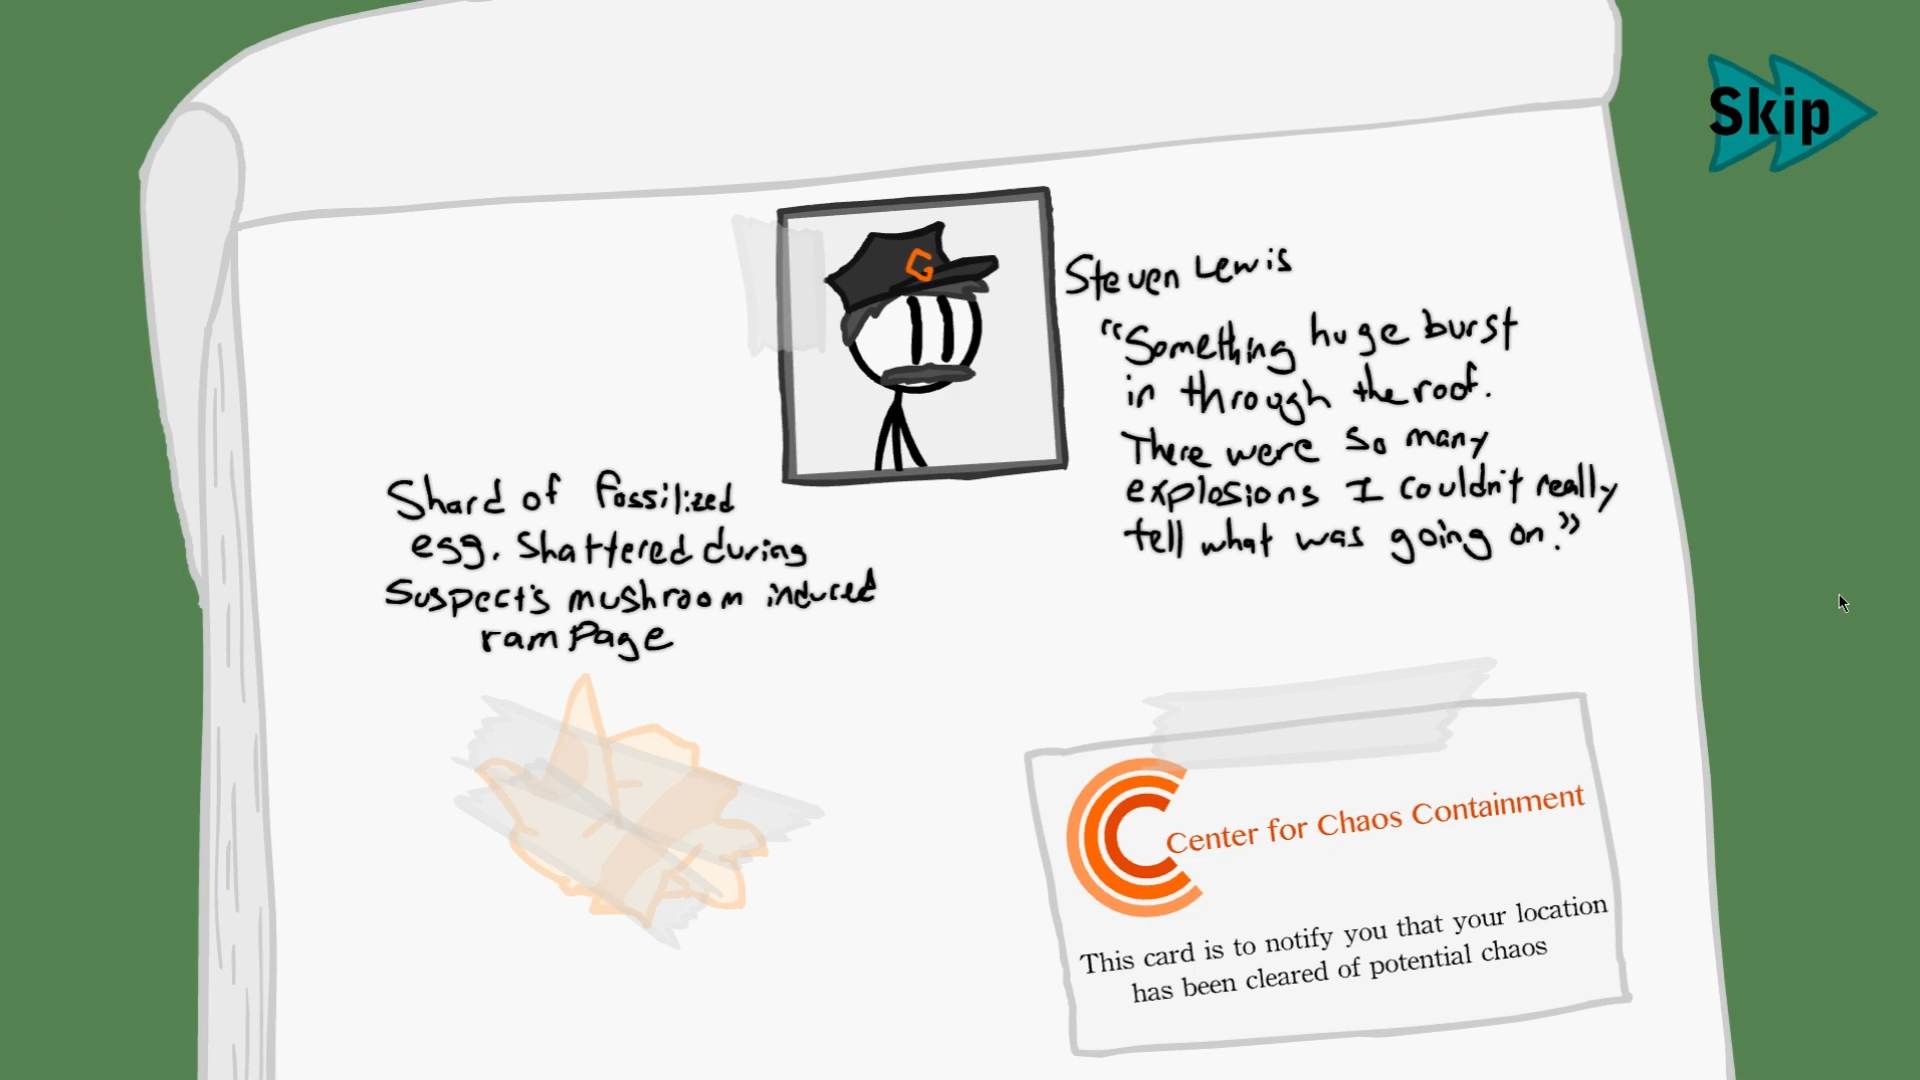 Skip
G
Steven Lewis
"Something huge burst
in through the roof.
There were so many
explosions I couldn't really
tell what was going on."
Shard of fossilized
egg. Shattered during
Suspect's mushroom induced
rampage
Center for Chaos Containment
This card is to notify you that your location
has been cleared of potential chaos